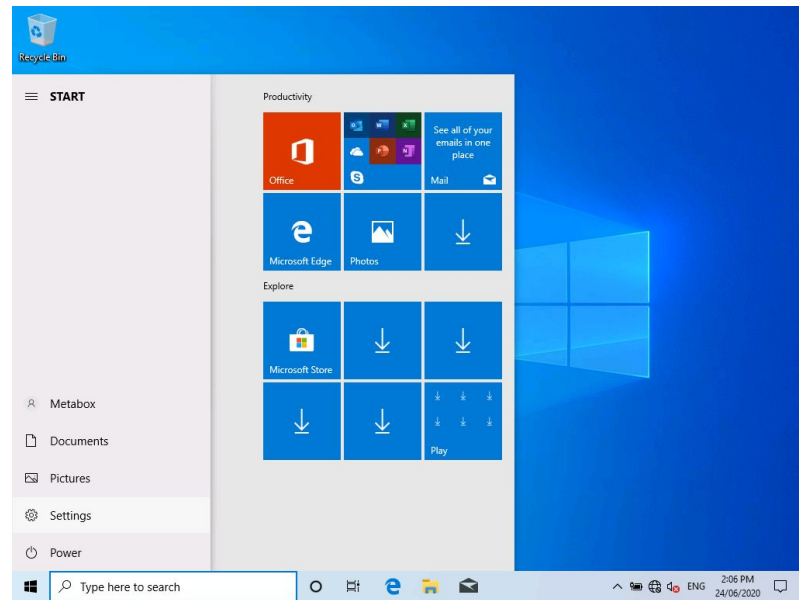 Recycle Bin
START
Productivity
Office
See all of your
emails in one
place
Mail
Microsoft Edge
Photos
Explore
Microsoft Store
Play
Metabox
Documents
Pictures
Settings
Power
Type here to search
ENG
2:06 PM
24/06/2020